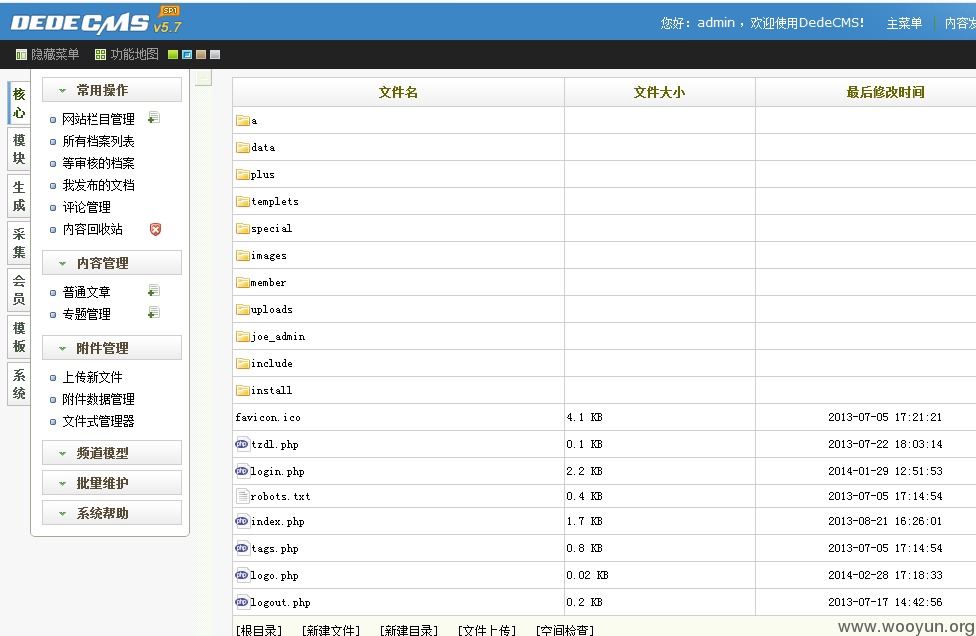 DEDECMS v5.7 SP1
您好：admin ，欢迎使用DedeCMS！ 主菜单 内容发
隐藏菜单 功能地图
核心
模块
生成
采集
会员
模板
系统
常用操作
网站栏目管理
所有档案列表
等审核的档案
我发布的文档
评论管理
内容回收站
内容管理
普通文章
专题管理
附件管理
上传新文件
附件数据管理
文件式管理器
频道模型
批量维护
系统帮助
文件名 文件大小 最后修改时间
a
data
plus
templets
special
images
member
uploads
joe_admin
include
install
favicon.ico 4.1 KB 2013-07-05 17:21:21
tzdl.php 0.1 KB 2013-07-22 18:03:14
login.php 2.2 KB 2014-01-29 12:51:53
robots.txt 0.4 KB 2013-07-05 17:14:54
index.php 1.7 KB 2013-08-21 16:26:01
tags.php 0.8 KB 2013-07-05 17:14:54
logo.php 0.02 KB 2014-02-28 17:18:33
logout.php 0.2 KB 2013-07-17 14:42:56
[根目录] [新建文件] [新建目录] [文件上传] [空间检查]
www.wooyun.org